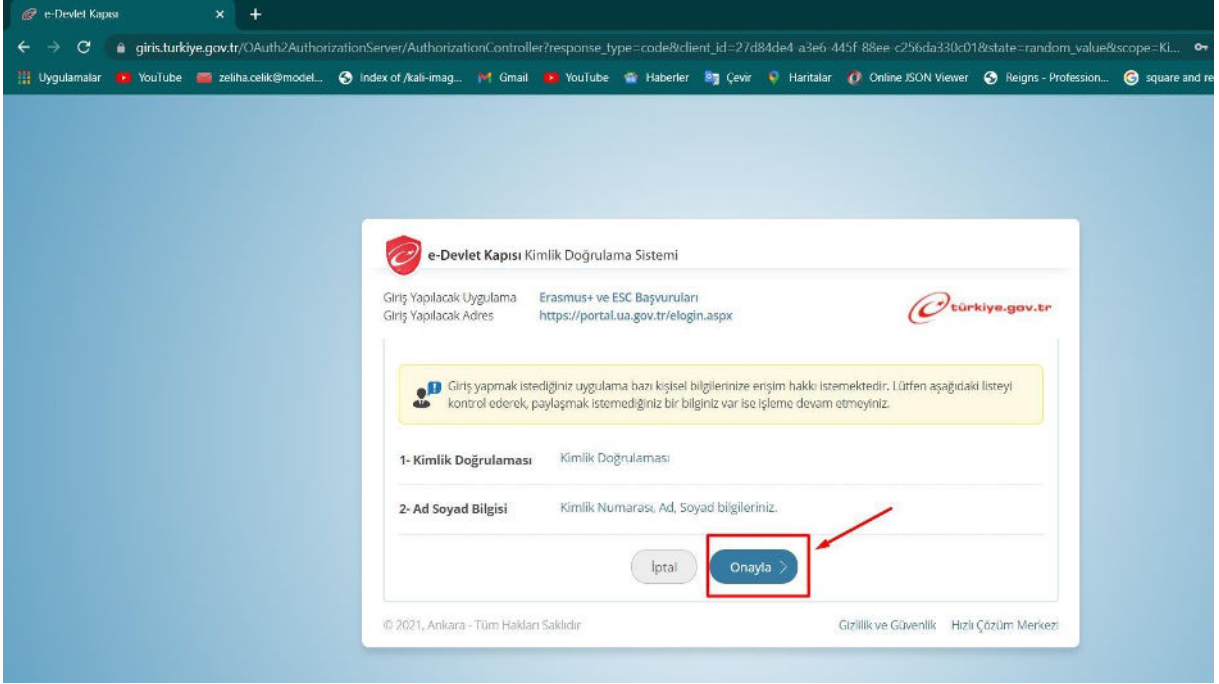 e-Devlet Kapısı
giris.turkiye.gov.tr/OAuth2AuthorizationServer/AuthorizationController?response_type=code&client_id=27d84de4-a3e6-445f-88ee-c256da330c01&state=random_value&scope=Ki...
Uygulamalar YouTube zeliha.celik@model... Index of /kali-imag... Gmail YouTube Haberler Çevir Haritalar Online JSON Viewer Reigns - Profession... square and re
e-Devlet Kapısı Kimlik Doğrulama Sistemi
Giriş Yapılacak Uygulama Erasmus+ ve ESC Başvuruları
Giriş Yapılacak Adres https://portal.ua.gov.tr/elogin.aspx
türkiye.gov.tr
Giriş yapmak istediğiniz uygulama bazı kişisel bilgilerinize erişim hakkı istemektedir. Lütfen aşağıdaki listeyi
kontrol ederek, paylaşmak istemediğiniz bir bilginiz var ise işleme devam etmeyiniz.
1- Kimlik Doğrulaması Kimlik Doğrulaması
2- Ad Soyad Bilgisi Kimlik Numarası, Ad, Soyad bilgileriniz.
İptal Onayla
© 2021, Ankara - Tüm Hakları Saklıdır Gizlilik ve Güvenlik Hızlı Çözüm Merkezi